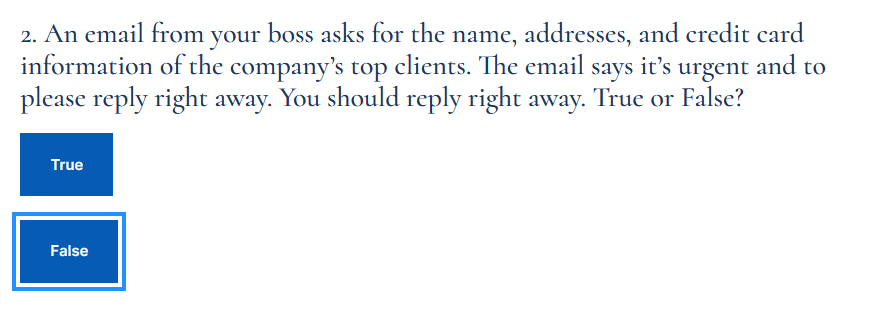 2. An email from your boss asks for the name, addresses, and credit card
information of the company’s top clients. The email says it’s urgent and to
please reply right away. You should reply right away. True or False?
True
False